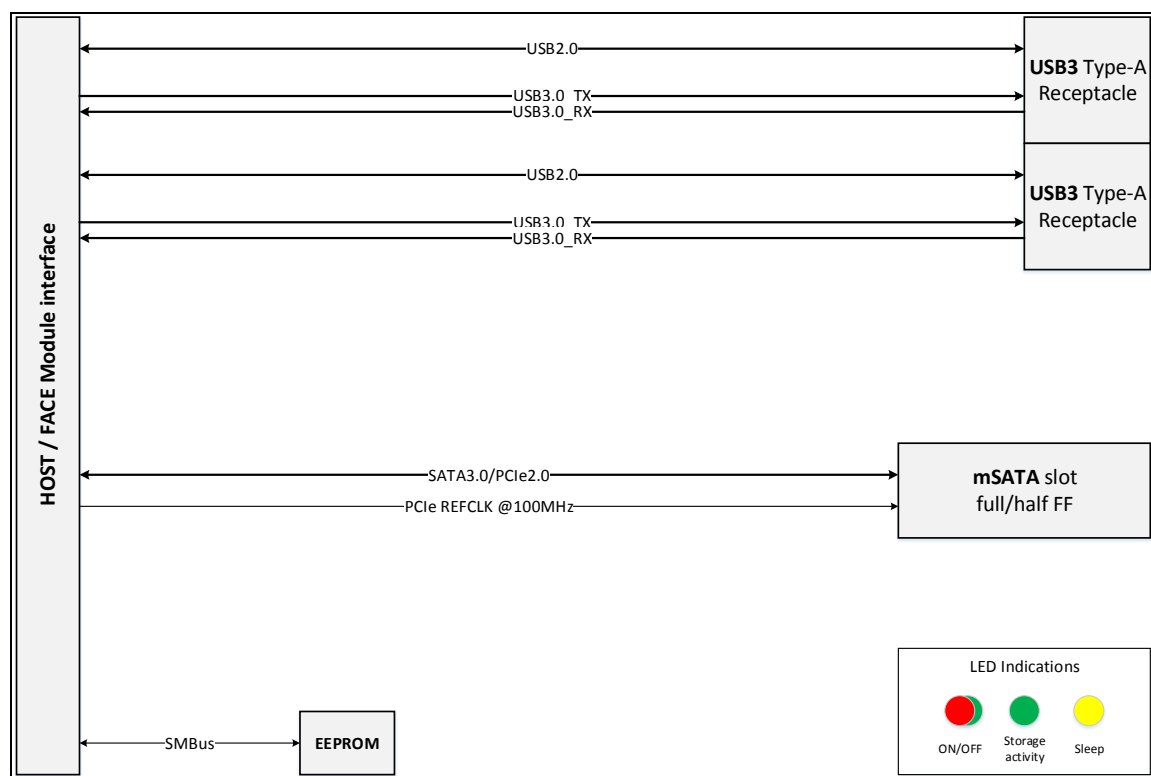 HOST / FACE Module interface
USB2.0
USB3.0_TX
USB3.0_RX
USB3 Type-A
Receptacle
USB2.0
USB3.0_TX
USB3.0_RX
USB3 Type-A
Receptacle
SATA3.0/PCIe2.0
PCIe REFCLK @100MHz
mSATA slot
full/half FF
SMBus
EEPROM
LED Indications
ON/OFF
Storage
activity
Sleep